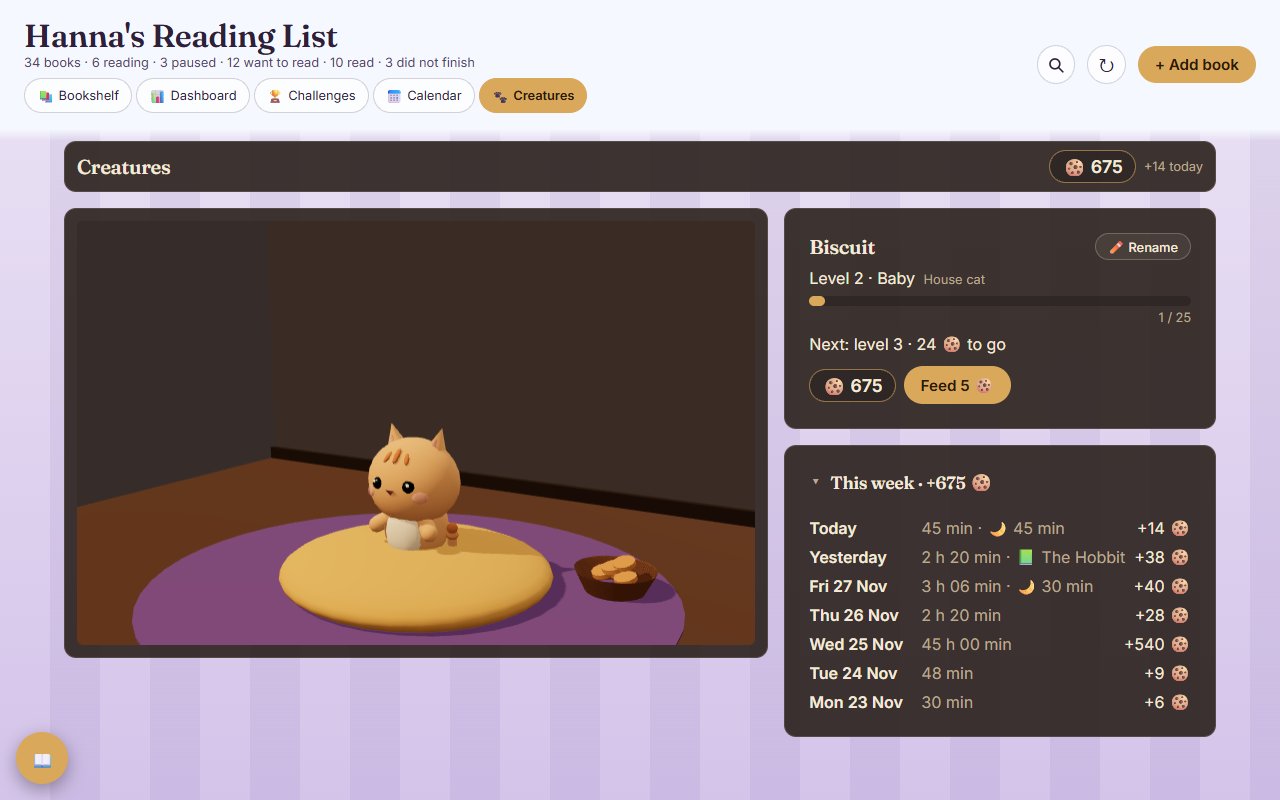 Hanna's Reading List
34 books · 6 reading · 3 paused · 12 want to read · 10 read · 3 did not finish
Bookshelf
Dashboard
Challenges
Calendar
Creatures
+ Add book
Creatures
675
+14 today
Biscuit
Rename
Level 2 · Baby House cat
1 / 25
Next: level 3 · 24 to go
675
Feed 5
This week · +675
Today 45 min · 45 min +14
Yesterday 2 h 20 min · The Hobbit +38
Fri 27 Nov 3 h 06 min · 30 min +40
Thu 26 Nov 2 h 20 min +28
Wed 25 Nov 45 h 00 min +540
Tue 24 Nov 48 min +9
Mon 23 Nov 30 min +6